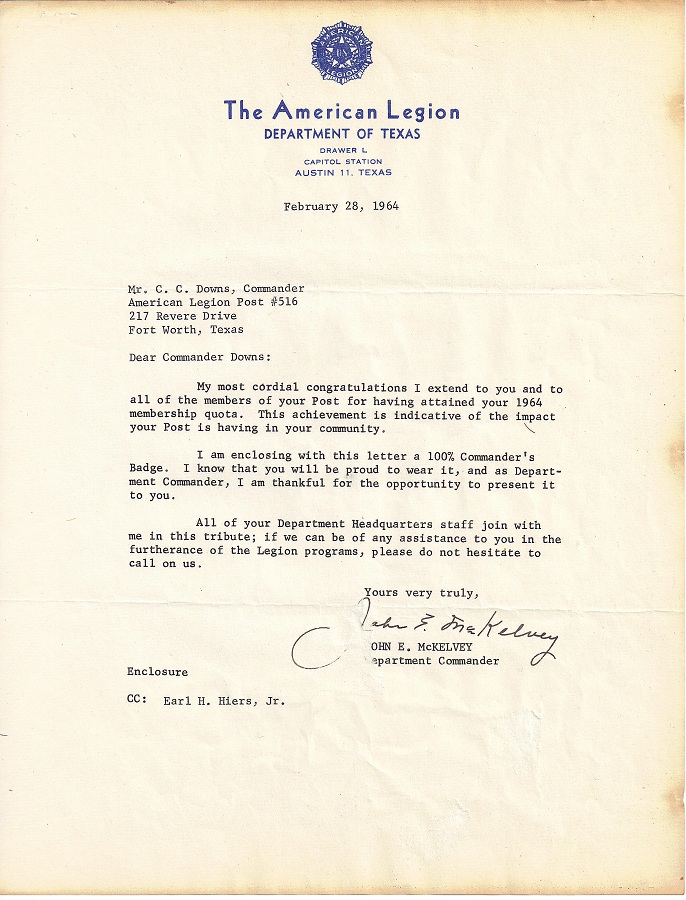 AMERICAN
US
LEGION
The American Legion
DEPARTMENT OF TEXAS
DRAWER L
CAPITOL STATION
AUSTIN 11, TEXAS
February 28, 1964
Mr. C. C. Downs, Commander
American Legion Post #516
217 Revere Drive
Fort Worth, Texas
Dear Commander Downs:
My most cordial congratulations I extend to you and to
all of the members of your Post for having attained your 1964
membership quota.  This achievement is indicative of the impact
your Post is having in your community.
I am enclosing with this letter a 100% Commander's
Badge.  I know that you will be proud to wear it, and as Depart-
ment Commander, I am thankful for the opportunity to present it
to you.
All of your Department Headquarters staff join with
me in this tribute; if we can be of any assistance to you in the
furtherance of the Legion programs, please do not hesitate to
call on us.
Yours very truly,
John E. McKelvey
OHN E. McKELVEY
epartment Commander
Enclosure
CC:  Earl H. Hiers, Jr.